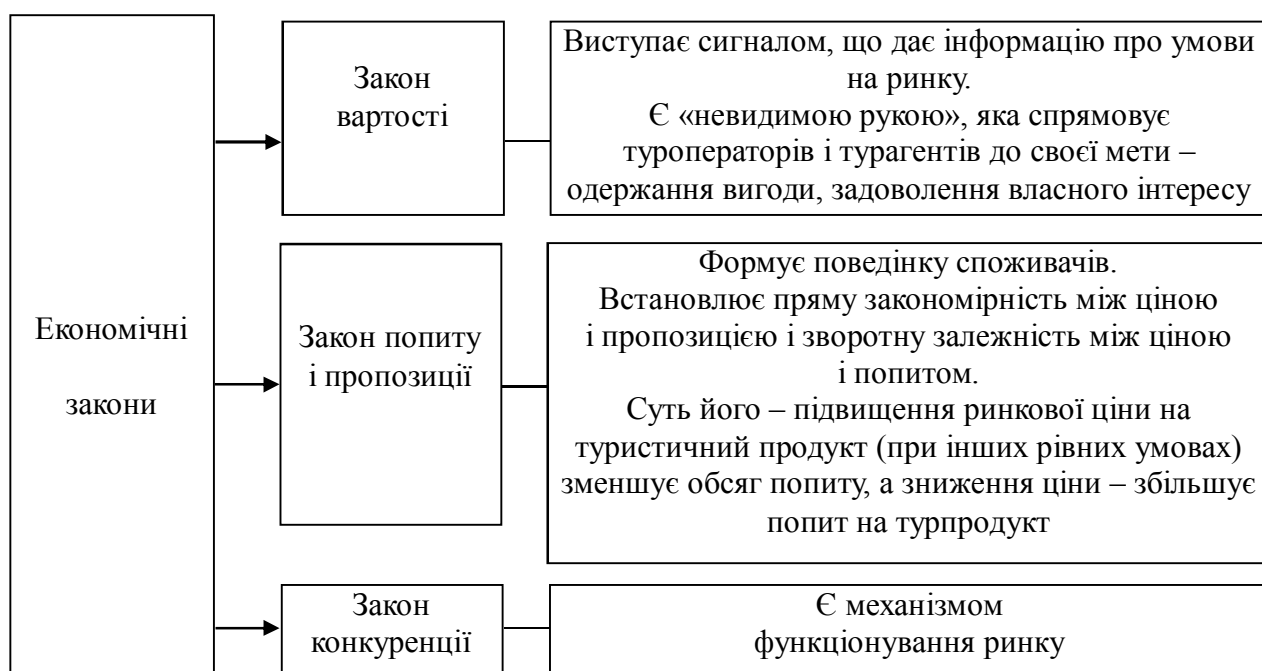 Економічні
закони
Закон
вартості
Виступає сигналом, що дає інформацію про умови
на ринку.
Є «невидимою рукою», яка спрямовує
туроператорів і турагентів до своєї мети –
одержання вигоди, задоволення власного інтересу
Закон попиту
і пропозиції
Формує поведінку споживачів.
Встановлює пряму закономірність між ціною
і пропозицією і зворотну залежність між ціною
і попитом.
Суть його – підвищення ринкової ціни на
туристичний продукт (при інших рівних умовах)
зменшує обсяг попиту, а зниження ціни – збільшує
попит на турпродукт
Закон
конкуренції
Є механізмом
функціонування ринку